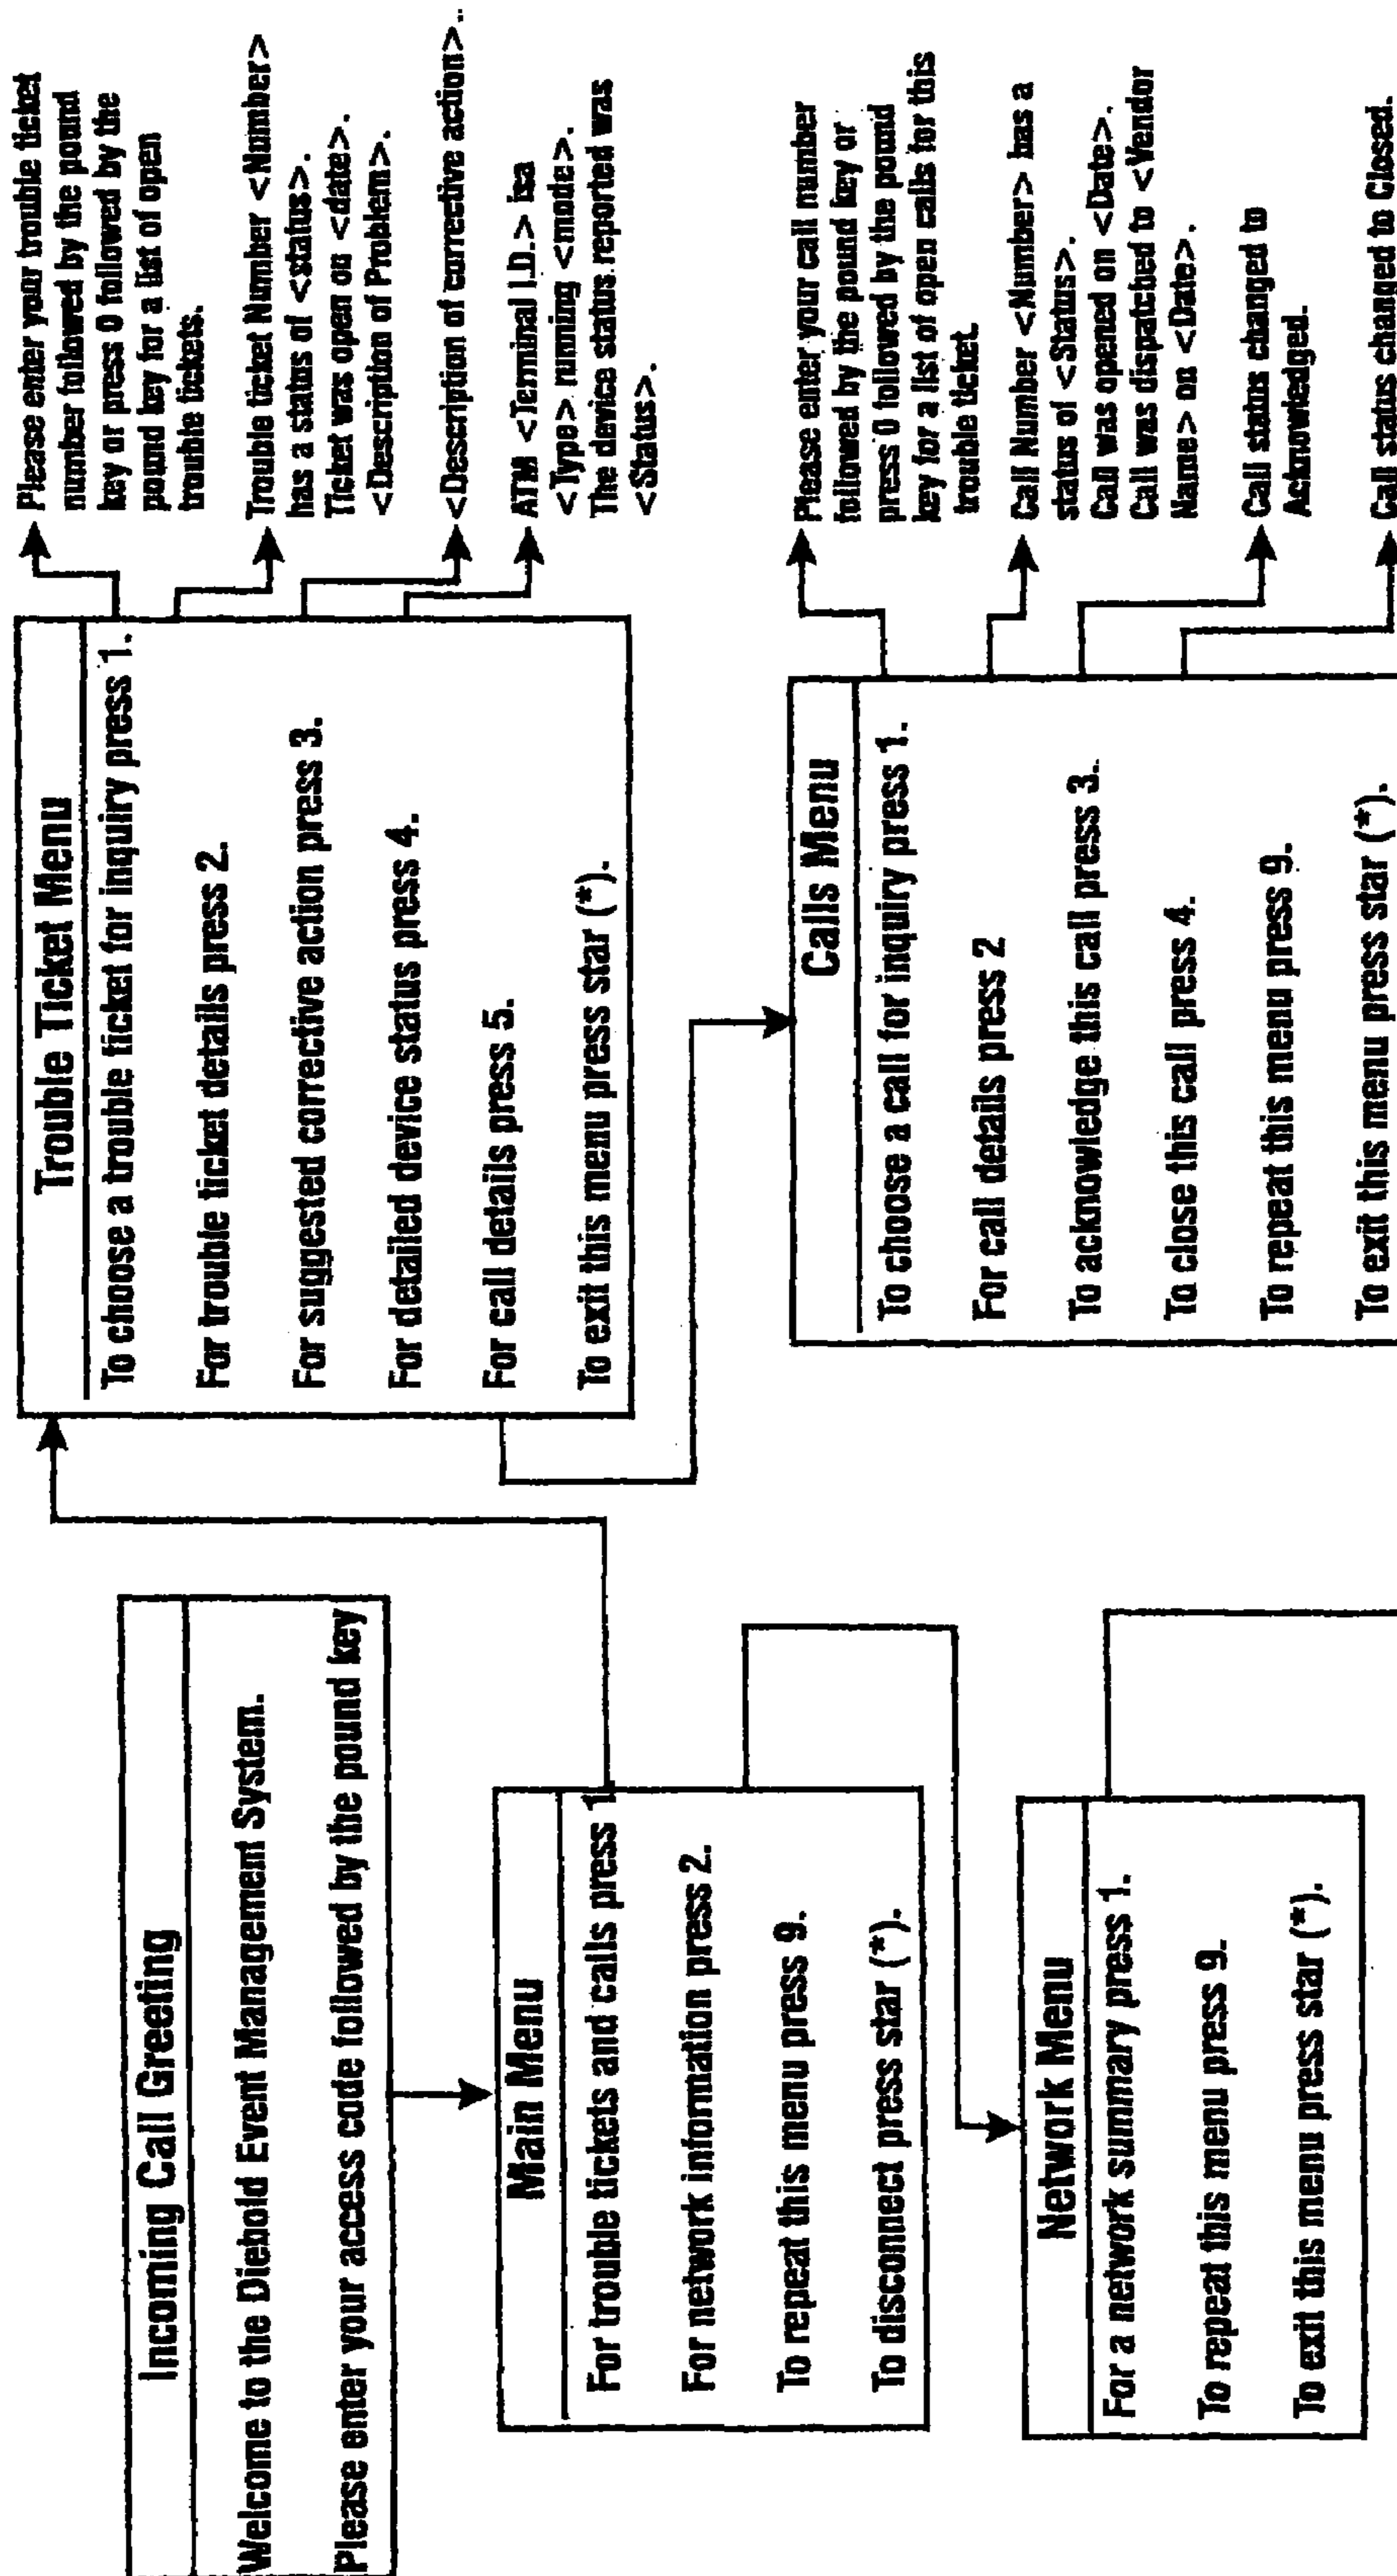 Incoming Call Greeting
Welcome to the Diebold Event Management System.
Please enter your access code followed by the pound key
Main Menu
For trouble tickets and calls press 1
For network information press 2.
To repeat this menu press 9.
To disconnect press star (*).
Network Menu
For a network summary press 1.
To repeat this menu press 9.
To exit this menu press star (*).
Trouble Ticket Menu
To choose a trouble ticket for inquiry press 1.
For trouble ticket details press 2.
For suggested corrective action press 3.
For detailed device status press 4.
For call details press 5.
To exit this menu press star (*).
Please enter your trouble ticket
number followed by the pound
key or press 0 followed by the
pound key for a list of open
trouble tickets.
Trouble ticket Number <Number>
has a status of <status>.
Ticket was open on <date>.
<Description of Problem>.
<Description of corrective action>..
ATM <Terminal I.D.> isa
<Type> running <mode>.
The device status reported was
<Status>.
Calls Menu
To choose a call for inquiry press 1.
For call details press 2
To acknowledge this call press 3..
To close this call press 4.
To repeat this menu press 9.
To exit this menu press star (*).
Please enter your call number
followed by the pound key or
press 0 followed by the pound
key for a list of open calls for this
trouble ticket.
Call Number <Number> has a
status of <Status>.
Call was opened on <Date>.
Call was dispatched to <Vendor
Name> on <Date>.
Call status changed to
Acknowledged.
Call status changed to Closed.